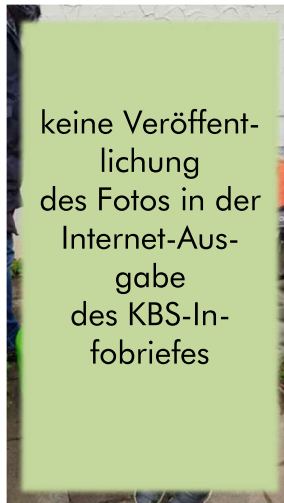 keine Veröffent-
lichung
des Fotos in der
Internet-Aus-
gabe
des KBS-In-
fobriefes